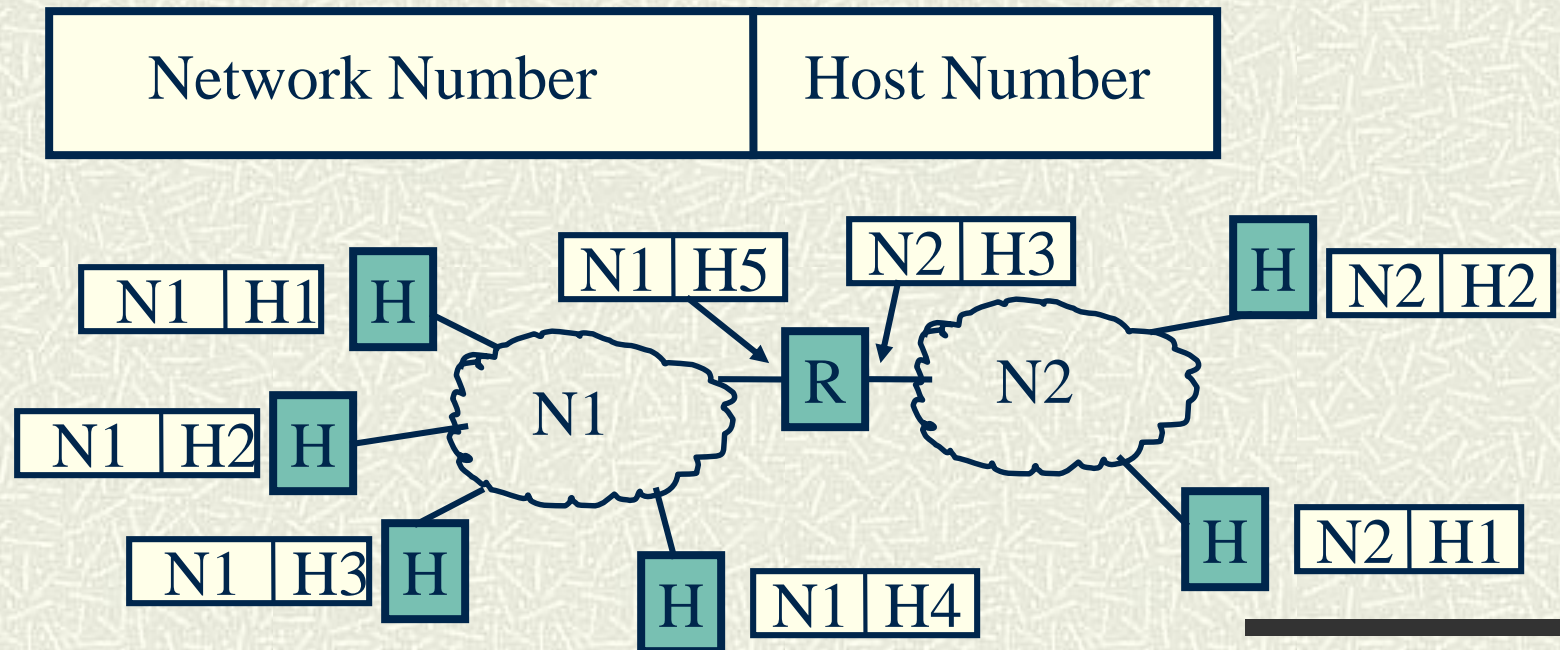 Network Number Host Number
N1 H5
N2 H3
N1 H1
H
H
N2 H2
R
N1
N2
N1 H2
H
N1 H3
H
H
N1 H4
H
N2 H1